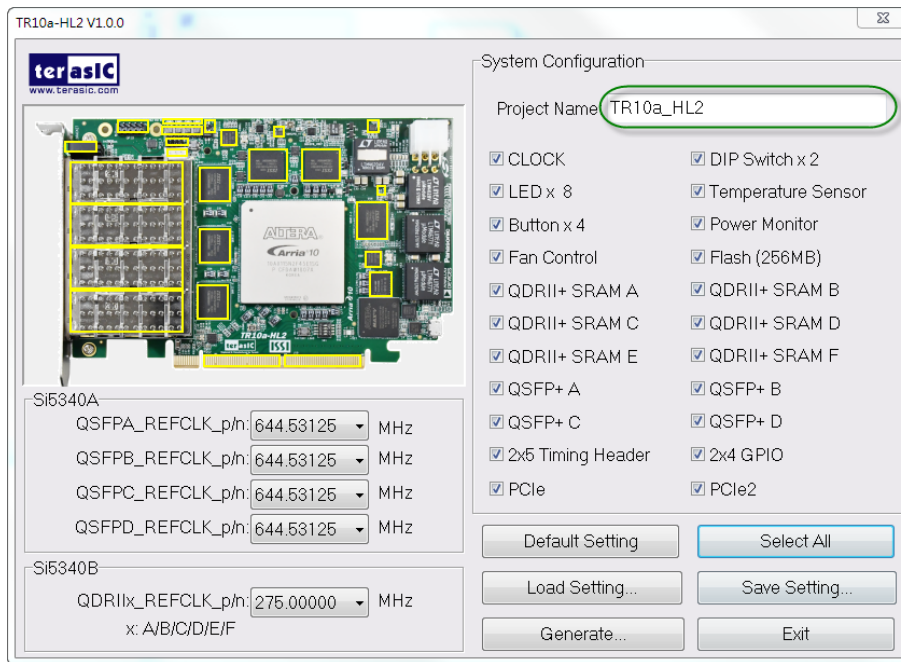 TR10a-HL2 V1.0.0
terasIC
www.terasic.com
ALTERA
Arria 10
TR10a-HL2
terasIC ISSI
Si5340A
QSFPA_REFCLK_p/n: 644.53125 MHz
QSFPB_REFCLK_p/n: 644.53125 MHz
QSFPC_REFCLK_p/n: 644.53125 MHz
QSFPD_REFCLK_p/n: 644.53125 MHz
Si5340B
QDRIIx_REFCLK_p/n: 275.00000 MHz
x: A/B/C/D/E/F
System Configuration
Project Name TR10a_HL2
CLOCK DIP Switch x 2
LED x 8 Temperature Sensor
Button x 4 Power Monitor
Fan Control Flash (256MB)
QDRII+ SRAM A QDRII+ SRAM B
QDRII+ SRAM C QDRII+ SRAM D
QDRII+ SRAM E QDRII+ SRAM F
QSFP+ A QSFP+ B
QSFP+ C QSFP+ D
2x5 Timing Header 2x4 GPIO
PCIe PCIe2
Default Setting Select All
Load Setting... Save Setting...
Generate... Exit